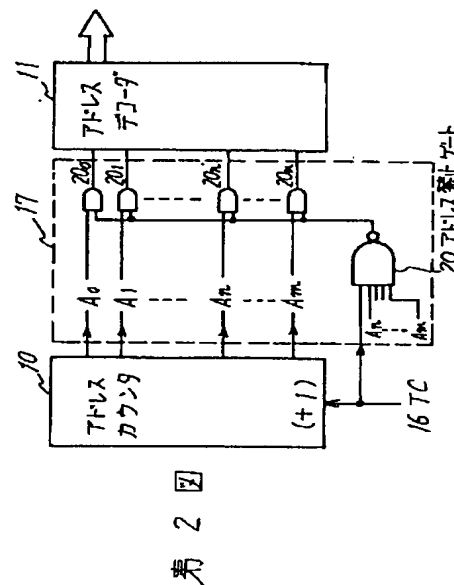 17
10
11
アドレス
カウンタ
(+1)
アドレス
デコーダ
A0
A1
An
Am
200
201
20n
20m
An
Am
20 アドレス禁止ゲート
16 TC
第 2 図